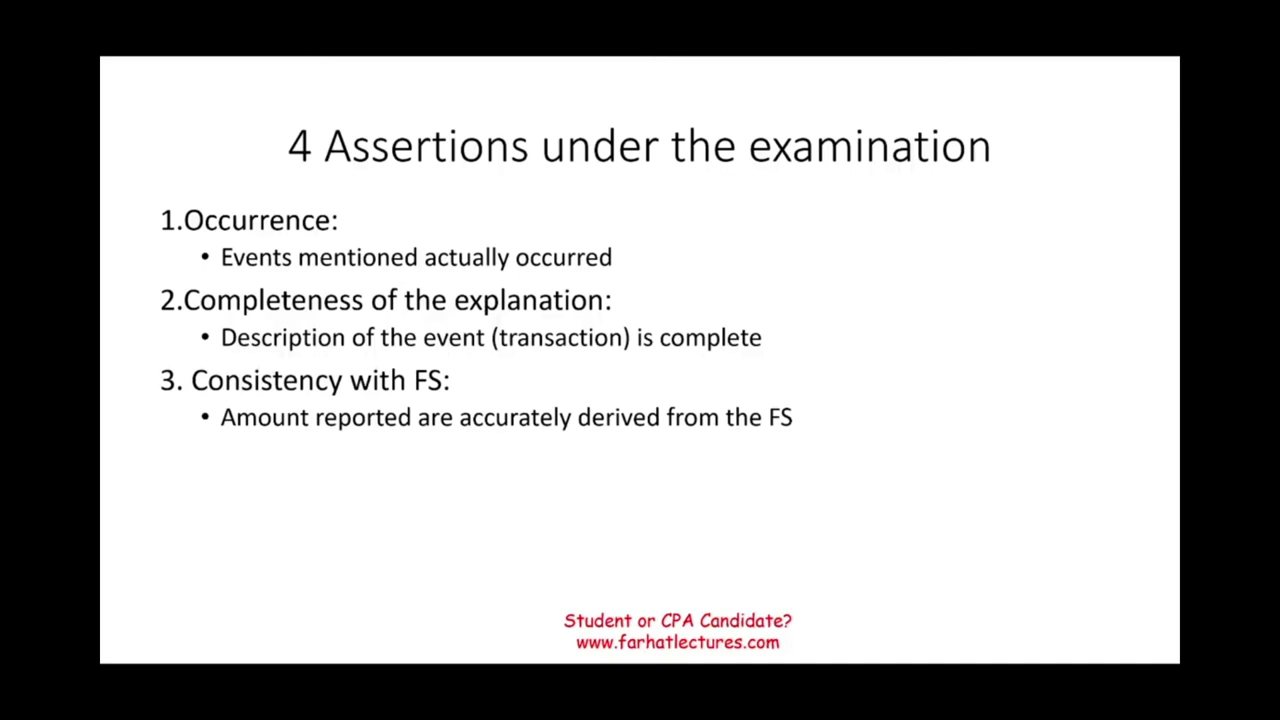 4 Assertions under the examination
1.Occurrence:
• Events mentioned actually occurred
2.Completeness of the explanation:
• Description of the event (transaction) is complete
3. Consistency with FS:
• Amount reported are accurately derived from the FS
Student or CPA Candidate?
www.farhatlectures.com